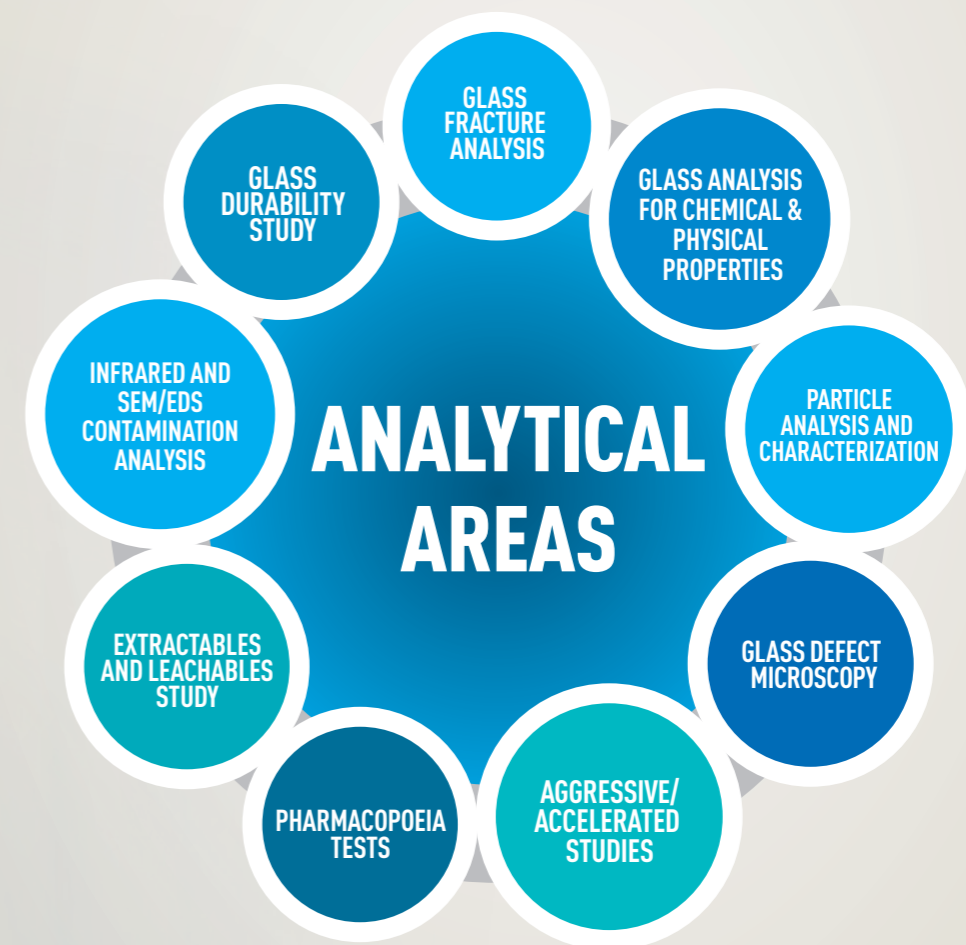 GLASS
FRACTURE
ANALYSIS
GLASS ANALYSIS
FOR CHEMICAL &
PHYSICAL
PROPERTIES
PARTICLE
ANALYSIS AND
CHARACTERIZATION
GLASS DEFECT
MICROSCOPY
AGGRESSIVE/
ACCELERATED
STUDIES
PHARMACOPOEIA
TESTS
EXTRACTABLES
AND LEACHABLES
STUDY
INFRARED AND
SEM/EDS
CONTAMINATION
ANALYSIS
GLASS
DURABILITY
STUDY
ANALYTICAL
AREAS